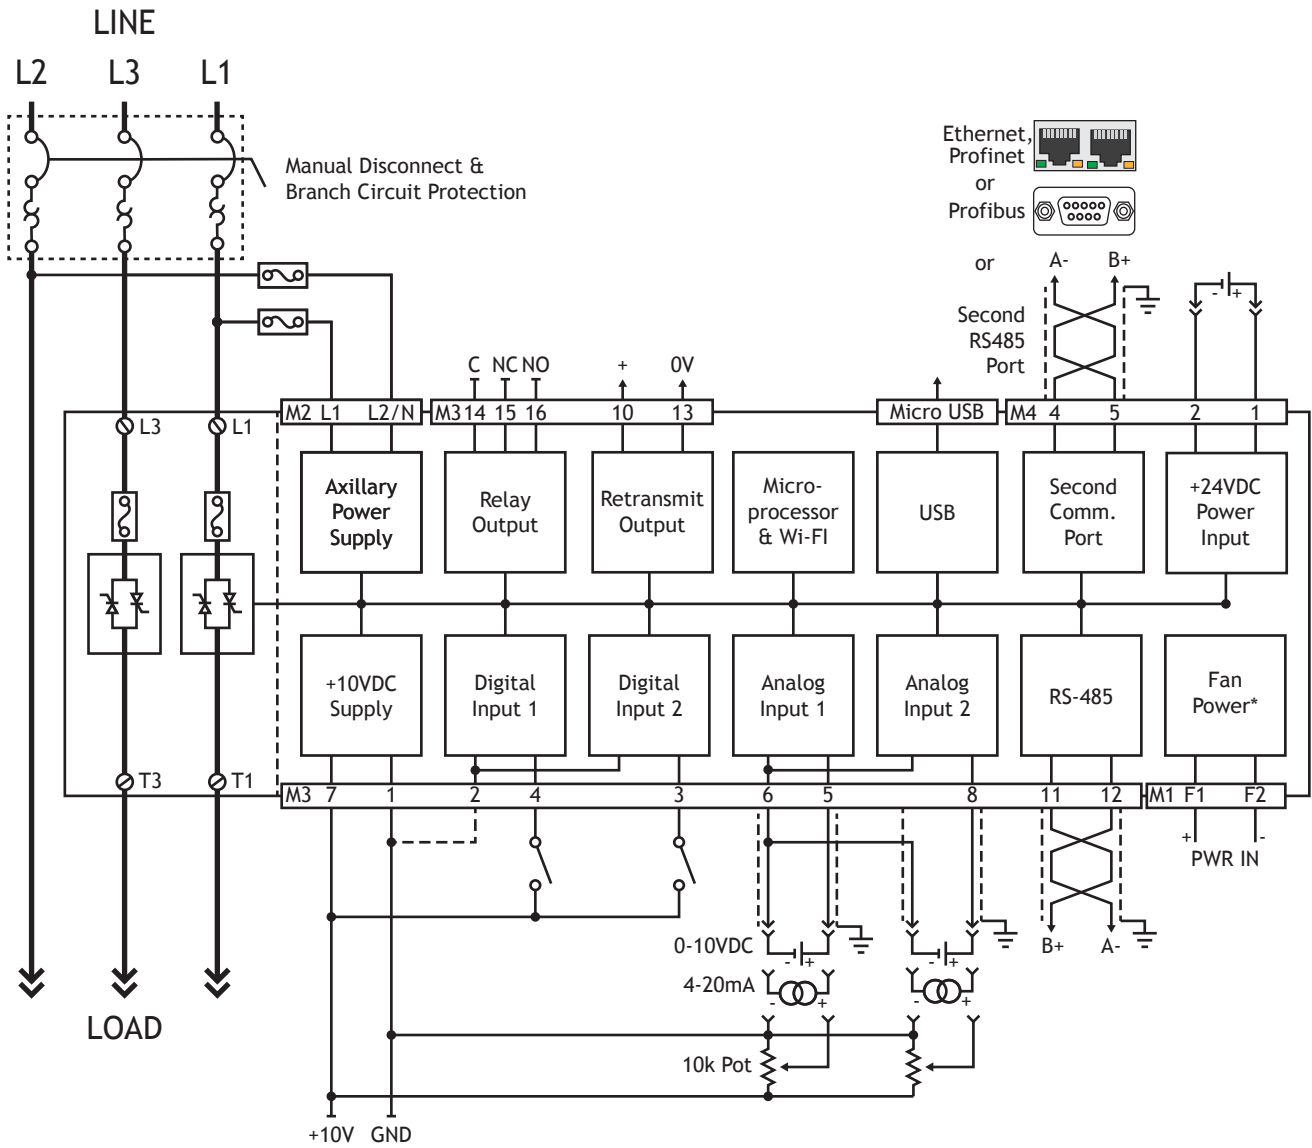 LINE
L2 L3 L1
Manual Disconnect &
Branch Circuit Protection
Ethernet,
Profinet
or
Profibus
or
A- B+
- +
Second
RS485
Port
C NC NO + 0V
M2 L1 L2/N M3 14 15 16 10 13 Micro USB M4 4 5 2 1
L3 L1
Axillary
Power
Supply
Relay
Output
Retransmit
Output
Micro-
processor
& Wi-FI
USB
Second
Comm.
Port
+24VDC
Power
Input
+10VDC
Supply
Digital
Input 1
Digital
Input 2
Analog
Input 1
Analog
Input 2
RS-485
Fan
Power*
T3 T1
M3 7 1 2 4 3 6 5 8 11 12 M1 F1 F2
+ -
PWR IN
0-10VDC
- + - +
B+ A-
4-20mA
- + - +
LOAD
10k Pot
+10V GND